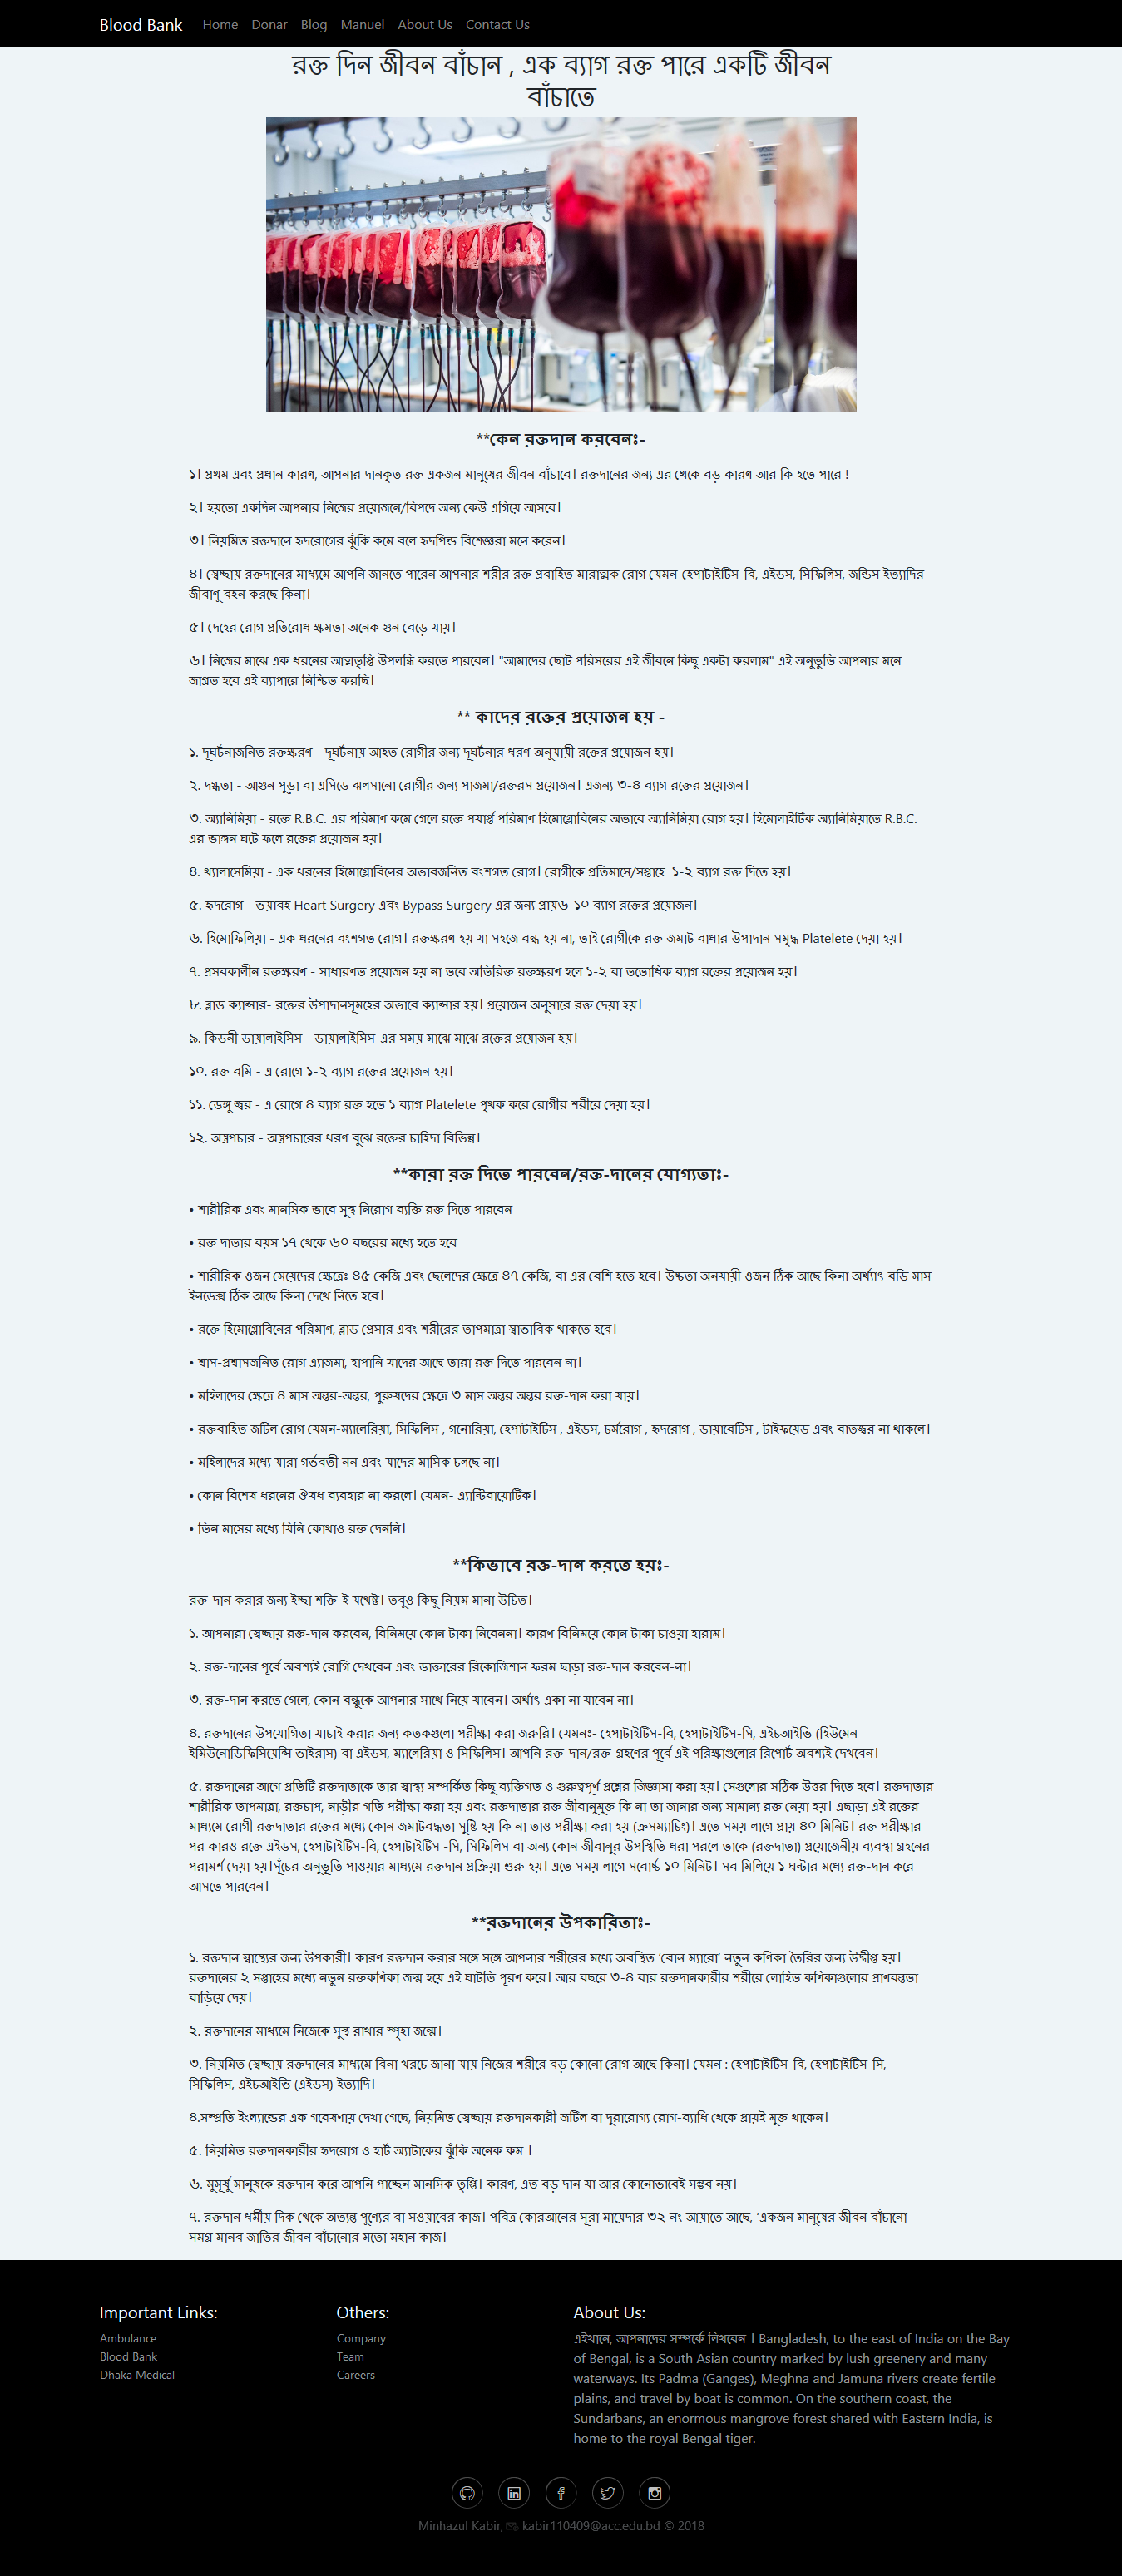 Blood Bank Home Donar Blog Manuel About Us Contact Us
রক্ত দিন জীবন বাঁচান , এক ব্যাগ রক্ত পারে একটি জীবন
বাঁচাতে
**কেন রক্তদান করবেনঃ-
১। প্রথম এবং প্রধান কারণ, আপনার দানকৃত রক্ত একজন মানুষের জীবন বাঁচাবে। রক্তদানের জন্য এর থেকে বড় কারণ আর কি হতে পারে !
২। হয়তো একদিন আপনার নিজের প্রয়োজনে/বিপদে অন্য কেউ এগিয়ে আসবে।
৩। নিয়মিত রক্তদানে হৃদরোগের ঝুঁকি কমে বলে হৃদপিন্ড বিশেজ্ঞরা মনে করেন।
৪। স্বেচ্ছায় রক্তদানের মাধ্যমে আপনি জানতে পারেন আপনার শরীর রক্ত প্রবাহিত মারাত্মক রোগ যেমন-হেপাটাইটিস-বি, এইডস, সিফিলিস, জন্ডিস ইত্যাদির
জীবাণু বহন করছে কিনা।
৫। দেহের রোগ প্রতিরোধ ক্ষমতা অনেক গুন বেড়ে যায়।
৬। নিজের মাঝে এক ধরনের আত্মতৃপ্তি উপলব্ধি করতে পারবেন। "আমাদের ছোট পরিসরের এই জীবনে কিছু একটা করলাম" এই অনুভুতি আপনার মনে
জাগ্রত হবে এই ব্যাপারে নিশ্চিত করছি।
** কাদের রক্তের প্রয়োজন হয় -
১. দূঘর্টনাজনিত রক্তক্ষরণ - দূঘর্টনায় আহত রোগীর জন্য দূঘর্টনার ধরণ অনুযায়ী রক্তের প্রয়োজন হয়।
২. দগ্ধতা - আগুন পুড়া বা এসিডে ঝলসানো রোগীর জন্য পাজমা/রক্তরস প্রয়োজন। এজন্য ৩-৪ ব্যাগ রক্তের প্রয়োজন।
৩. অ্যানিমিয়া - রক্তে R.B.C. এর পরিমাণ কমে গেলে রক্তে পযার্প্ত পরিমাণ হিমোগ্লোবিনের অভাবে অ্যানিমিয়া রোগ হয়। হিমোলাইটিক অ্যানিমিয়াতে R.B.C.
এর ভাঙ্গন ঘটে ফলে রক্তের প্রয়োজন হয়।
৪. থ্যালাসেমিয়া - এক ধরনের হিমোগ্লোবিনের অভাবজনিত বংশগত রোগ। রোগীকে প্রতিমাসে/সপ্তাহে ১-২ ব্যাগ রক্ত দিতে হয়।
৫. হৃদরোগ - ভয়াবহ Heart Surgery এবং Bypass Surgery এর জন্য প্রায়৬-১০ ব্যাগ রক্তের প্রয়োজন।
৬. হিমোফিলিয়া - এক ধরনের বংশগত রোগ। রক্তক্ষরণ হয় যা সহজে বন্ধ হয় না, তাই রোগীকে রক্ত জমাট বাধার উপাদান সমৃদ্ধ Platelete দেয়া হয়।
৭. প্রসবকালীন রক্তক্ষরণ - সাধারণত প্রয়োজন হয় না তবে অতিরিক্ত রক্তক্ষরণ হলে ১-২ বা ততোধিক ব্যাগ রক্তের প্রয়োজন হয়।
৮. ব্লাড ক্যান্সার- রক্তের উপাদানসূমহের অভাবে ক্যান্সার হয়। প্রয়োজন অনুসারে রক্ত দেয়া হয়।
৯. কিডনী ডায়ালাইসিস - ডায়ালাইসিস-এর সময় মাঝে মাঝে রক্তের প্রয়োজন হয়।
১০. রক্ত বমি - এ রোগে ১-২ ব্যাগ রক্তের প্রয়োজন হয়।
১১. ডেঙ্গু জ্বর - এ রোগে ৪ ব্যাগ রক্ত হতে ১ ব্যাগ Platelete পৃথক করে রোগীর শরীরে দেয়া হয়।
১২. অস্ত্রপচার - অস্ত্রপচারের ধরণ বুঝে রক্তের চাহিদা বিভিন্ন।
**কারা রক্ত দিতে পারবেন/রক্ত-দানের যোগ্যতাঃ-
• শারীরিক এবং মানসিক ভাবে সুস্থ নিরোগ ব্যক্তি রক্ত দিতে পারবেন
• রক্ত দাতার বয়স ১৭ থেকে ৬০ বছরের মধ্যে হতে হবে
• শারীরিক ওজন মেয়েদের ক্ষেত্রেঃ ৪৫ কেজি এবং ছেলেদের ক্ষেত্রে ৪৭ কেজি, বা এর বেশি হতে হবে। উচ্চতা অনযায়ী ওজন ঠিক আছে কিনা অর্থ্যাৎ বডি মাস
ইনডেক্স ঠিক আছে কিনা দেখে নিতে হবে।
• রক্তে হিমোগ্লোবিনের পরিমাণ, ব্লাড প্রেসার এবং শরীরের তাপমাত্রা স্বাভাবিক থাকতে হবে।
• শ্বাস-প্রশ্বাসজনিত রোগ এ্যাজমা, হাপানি যাদের আছে তারা রক্ত দিতে পারবেন না।
• মহিলাদের ক্ষেত্রে ৪ মাস অন্তর-অন্তর, পুরুষদের ক্ষেত্রে ৩ মাস অন্তর অন্তর রক্ত-দান করা যায়।
• রক্তবাহিত জটিল রোগ যেমন-ম্যালেরিয়া, সিফিলিস , গনোরিয়া, হেপাটাইটিস , এইডস, চর্মরোগ , হৃদরোগ , ডায়াবেটিস , টাইফয়েড এবং বাতজ্বর না থাকলে।
• মহিলাদের মধ্যে যারা গর্ভবতী নন এবং যাদের মাসিক চলছে না।
• কোন বিশেষ ধরনের ঔষধ ব্যবহার না করলে। যেমন- এ্যান্টিবায়োটিক।
• তিন মাসের মধ্যে যিনি কোথাও রক্ত দেননি।
**কিভাবে রক্ত-দান করতে হয়ঃ-
রক্ত-দান করার জন্য ইচ্ছা শক্তি-ই যথেষ্ট। তবুও কিছু নিয়ম মানা উচিত।
১. আপনারা স্বেচ্ছায় রক্ত-দান করবেন, বিনিময়ে কোন টাকা নিবেননা। কারণ বিনিময়ে কোন টাকা চাওয়া হারাম।
২. রক্ত-দানের পূর্বে অবশ্যই রোগি দেখবেন এবং ডাক্তারের রিকোজিশান ফরম ছাড়া রক্ত-দান করবেন-না।
৩. রক্ত-দান করতে গেলে, কোন বন্ধুকে আপনার সাথে নিয়ে যাবেন। অর্থাৎ একা না যাবেন না।
৪. রক্তদানের উপযোগিতা যাচাই করার জন্য কতকগুলো পরীক্ষা করা জরুরি। যেমনঃ- হেপাটাইটিস-বি, হেপাটাইটিস-সি, এইচআইভি (হিউমেন
ইমিউনোডিফিসিয়েন্সি ভাইরাস) বা এইডস, ম্যালেরিয়া ও সিফিলিস। আপনি রক্ত-দান/রক্ত-গ্রহণের পূর্বে এই পরিক্ষাগুলোর রিপোর্ট অবশ্যই দেখবেন।
৫. রক্তদানের আগে প্রতিটি রক্তদাতাকে তার স্বাস্থ্য সম্পর্কিত কিছু ব্যক্তিগত ও গুরুত্বপূর্ণ প্রশ্নের জিজ্ঞাসা করা হয়। সেগুলোর সঠিক উত্তর দিতে হবে। রক্তদাতার
শারীরিক তাপমাত্রা, রক্তচাপ, নাড়ীর গতি পরীক্ষা করা হয় এবং রক্তদাতার রক্ত জীবানুমুক্ত কি না তা জানার জন্য সামান্য রক্ত নেয়া হয়। এছাড়া এই রক্তের
মাধ্যমে রোগী রক্তদাতার রক্তের মধ্যে কোন জমাটবদ্ধতা সৃষ্টি হয় কি না তাও পরীক্ষা করা হয় (ক্রসম্যাচিং)। এতে সময় লাগে প্রায় ৪০ মিনিট। রক্ত পরীক্ষার
পর কারও রক্তে এইডস, হেপাটাইটিস-বি, হেপাটাইটিস -সি, সিফিলিস বা অন্য কোন জীবানুর উপস্থিতি ধরা পরলে তাকে (রক্তদাতা) প্রয়োজেনীয় ব্যবস্থা গ্রহনের
পরামর্শ দেয়া হয়।সূঁচের অনুভূতি পাওয়ার মাধ্যমে রক্তদান প্রক্রিয়া শুরু হয়। এতে সময় লাগে সবোর্চ্চ ১০ মিনিট। সব মিলিয়ে ১ ঘন্টার মধ্যে রক্ত-দান করে
আসতে পারবেন।
**রক্তদানের উপকারিতাঃ-
১. রক্তদান স্বাস্থ্যের জন্য উপকারী। কারণ রক্তদান করার সঙ্গে সঙ্গে আপনার শরীরের মধ্যে অবস্থিত 'বোন ম্যারো' নতুন কণিকা তৈরির জন্য উদ্দীপ্ত হয়।
রক্তদানের ২ সপ্তাহের মধ্যে নতুন রক্তকণিকা জন্ম হয়ে এই ঘাটতি পূরণ করে। আর বছরে ৩-৪ বার রক্তদানকারীর শরীরে লোহিত কণিকাগুলোর প্রাণবন্ততা
বাড়িয়ে দেয়।
২. রক্তদানের মাধ্যমে নিজেকে সুস্থ রাখার স্পৃহা জন্মে।
৩. নিয়মিত স্বেচ্ছায় রক্তদানের মাধ্যমে বিনা খরচে জানা যায় নিজের শরীরে বড় কোনো রোগ আছে কিনা। যেমন : হেপাটাইটিস-বি, হেপাটাইটিস-সি,
সিফিলিস, এইচআইভি (এইডস) ইত্যাদি।
৪.সম্প্রতি ইংল্যান্ডের এক গবেষণায় দেখা গেছে, নিয়মিত স্বেচ্ছায় রক্তদানকারী জটিল বা দুরারোগ্য রোগ-ব্যাধি থেকে প্রায়ই মুক্ত থাকেন।
৫. নিয়মিত রক্তদানকারীর হৃদরোগ ও হার্ট অ্যাটাকের ঝুঁকি অনেক কম ।
৬. মুমূর্ষু মানুষকে রক্তদান করে আপনি পাচ্ছেন মানসিক তৃপ্তি। কারণ, এত বড় দান যা আর কোনোভাবেই সম্ভব নয়।
৭. রক্তদান ধর্মীয় দিক থেকে অত্যন্ত পুণ্যের বা সওয়াবের কাজ। পবিত্র কোরআনের সূরা মায়েদার ৩২ নং আয়াতে আছে, 'একজন মানুষের জীবন বাঁচানো
সমগ্র মানব জাতির জীবন বাঁচানোর মতো মহান কাজ।
Important Links:
Ambulance
Blood Bank
Dhaka Medical
Others:
Company
Team
Careers
About Us:
এইখানে, আপনাদের সম্পর্কে লিখবেন । Bangladesh, to the east of India on the Bay
of Bengal, is a South Asian country marked by lush greenery and many
waterways. Its Padma (Ganges), Meghna and Jamuna rivers create fertile
plains, and travel by boat is common. On the southern coast, the
Sundarbans, an enormous mangrove forest shared with Eastern India, is
home to the royal Bengal tiger.
Minhazul Kabir, kabir110409@acc.edu.bd © 2018